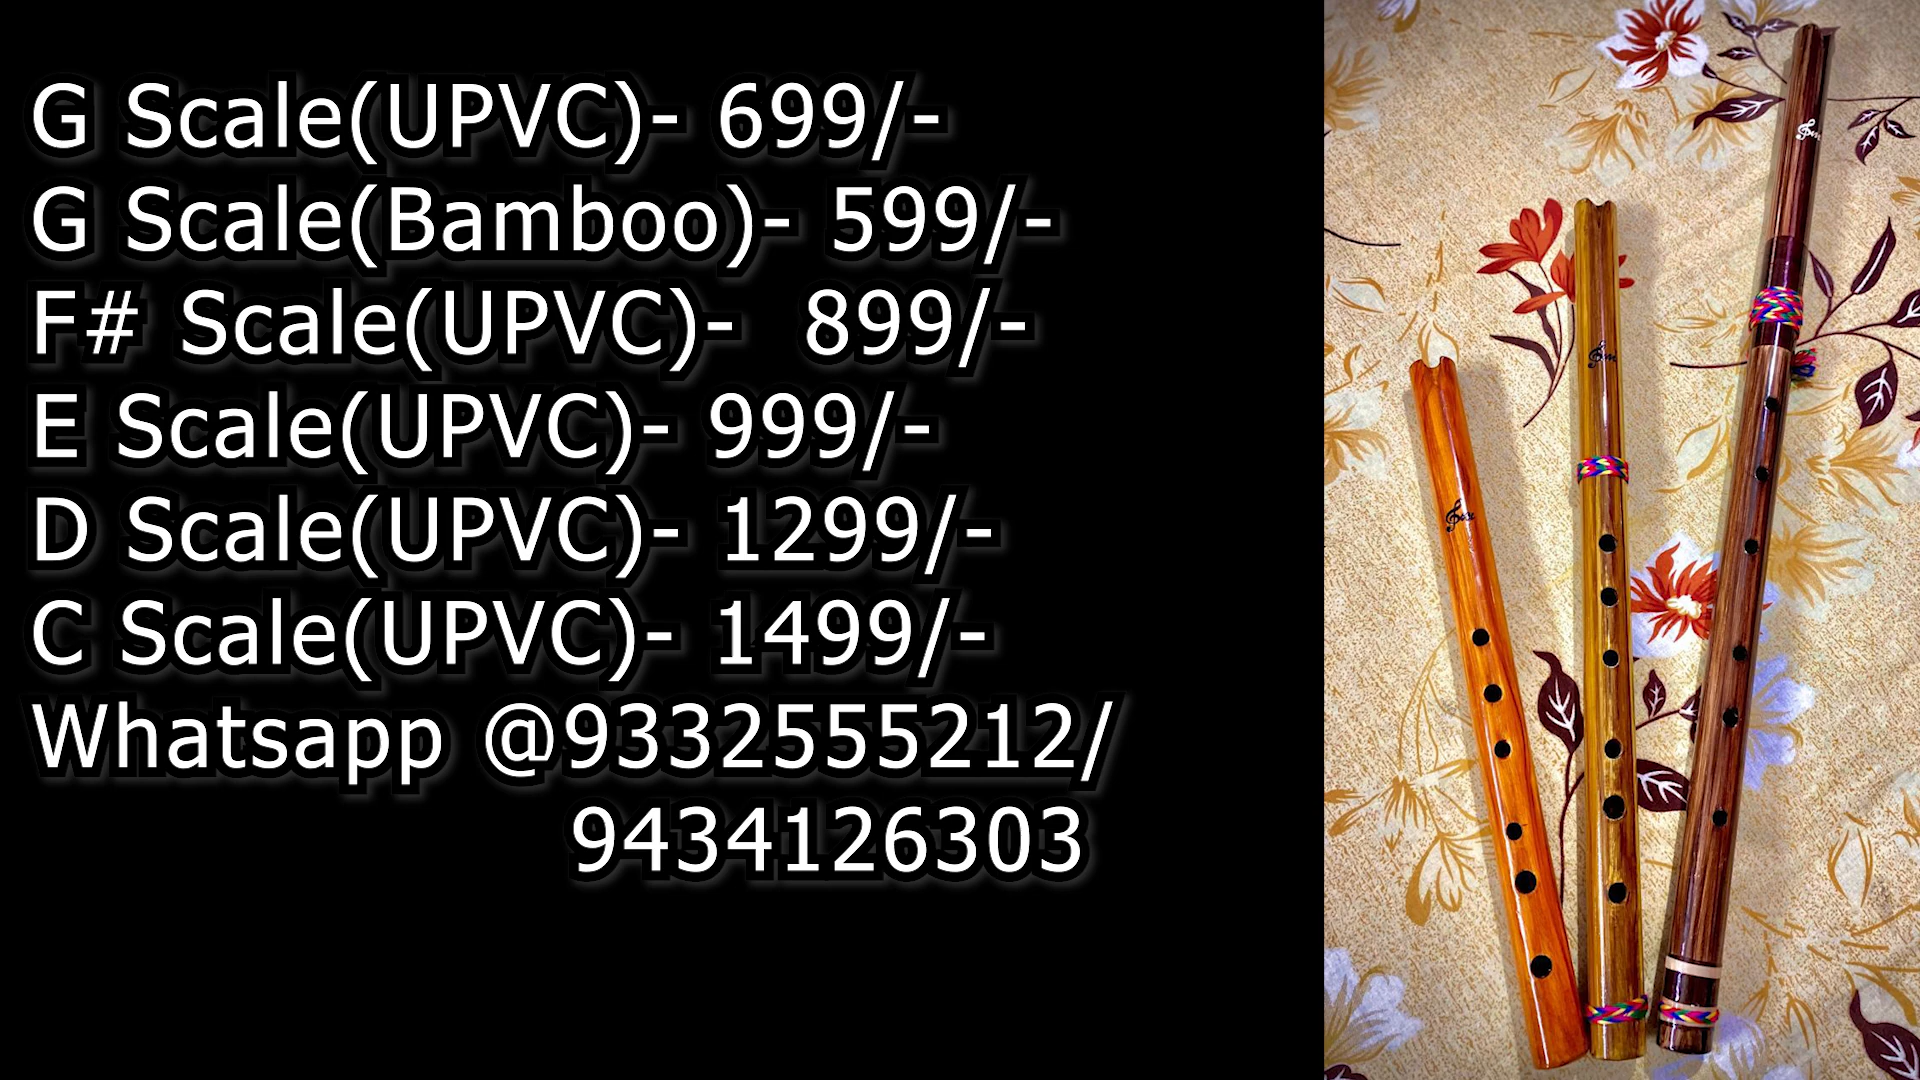 G Scale(UPVC)- 699/-
G Scale(Bamboo)- 599/-
F# Scale(UPVC)- 899/-
E Scale(UPVC)- 999/-
D Scale(UPVC)- 1299/-
C Scale(UPVC)- 1499/-
Whatsapp @9332555212/
9434126303